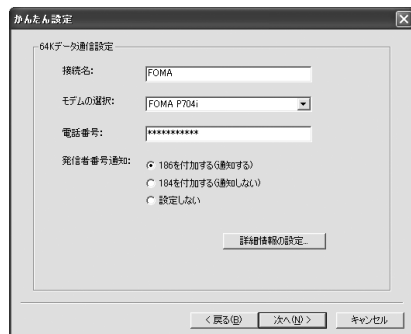 かんたん設定
64Kデータ通信設定
接続名: FOMA
モデムの選択: FOMA P704i
電話番号: ***********
発信者番号通知: 186を付加する(通知する)
184を付加する(通知しない)
設定しない
詳細情報の設定...
< 戻る(B) 次へ(N) > キャンセル